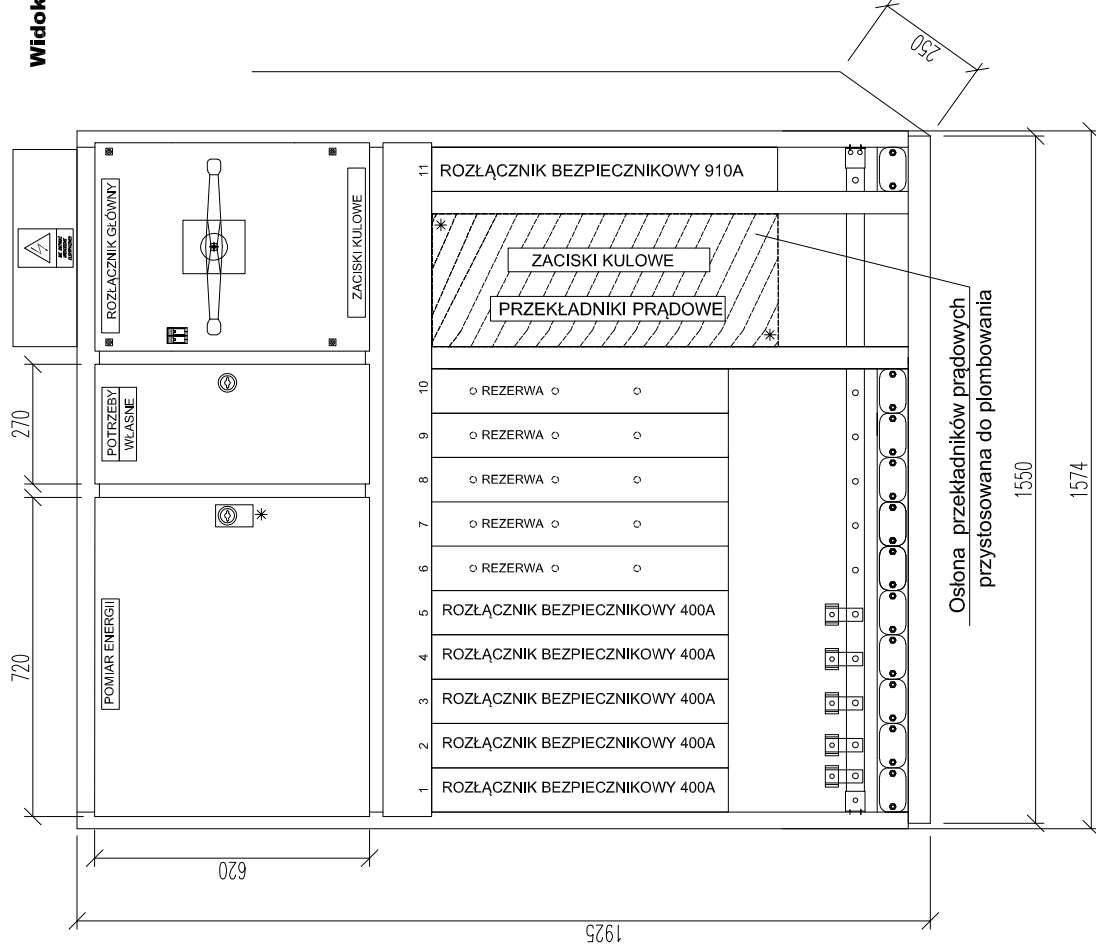 Widok
ROZŁĄCZNIK GŁÓWNY
ZACISKI KULOWE
POTRZEBY
WŁASNE
POMIAR ENERGII
270
720
620
1925
250
1550
1574
11
ROZŁĄCZNIK BEZPIECZNIKOWY 910A
ZACISKI KULOWE
PRZEKŁADNIKI PRĄDOWE
10
REZERWA
9
REZERWA
8
REZERWA
7
REZERWA
6
REZERWA
5
ROZŁĄCZNIK BEZPIECZNIKOWY 400A
4
ROZŁĄCZNIK BEZPIECZNIKOWY 400A
3
ROZŁĄCZNIK BEZPIECZNIKOWY 400A
2
ROZŁĄCZNIK BEZPIECZNIKOWY 400A
1
ROZŁĄCZNIK BEZPIECZNIKOWY 400A
Osłona przekładników prądowych
przystosowana do plombowania